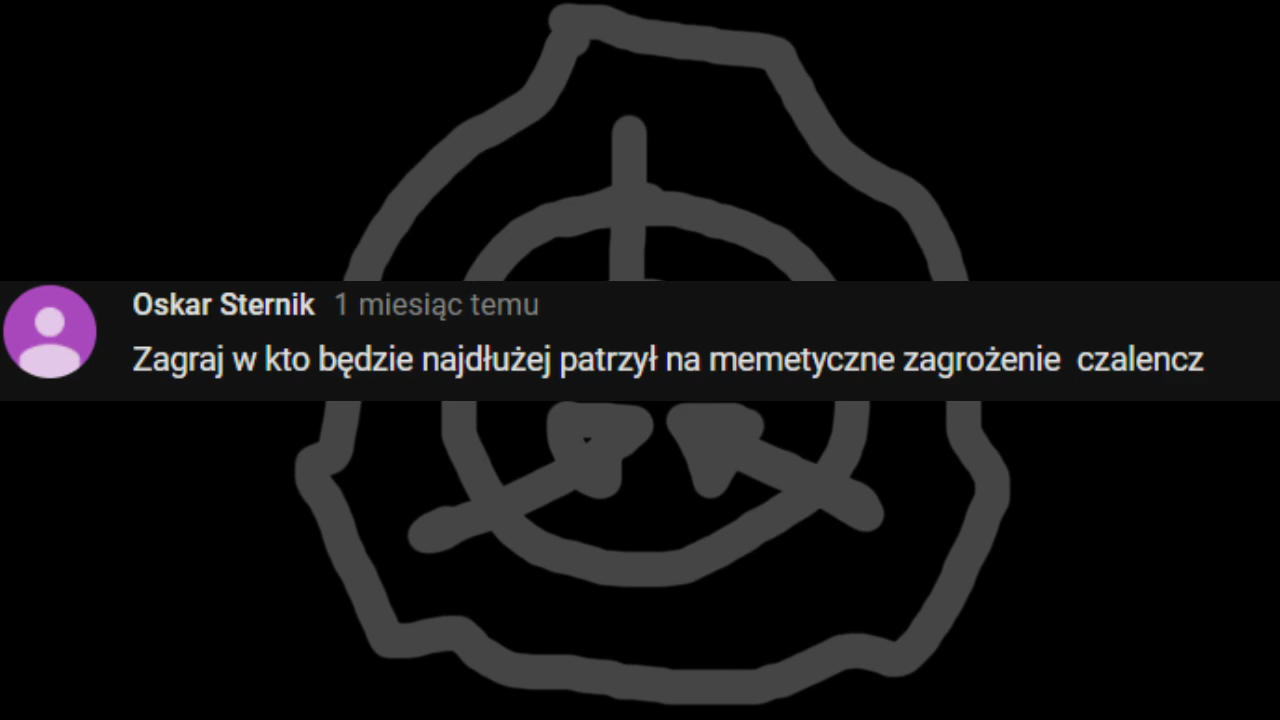 Oskar Sternik 1 miesiąc temu
Zagraj w kto będzie najdłużej patrzył na memetyczne zagrożenie czalencz